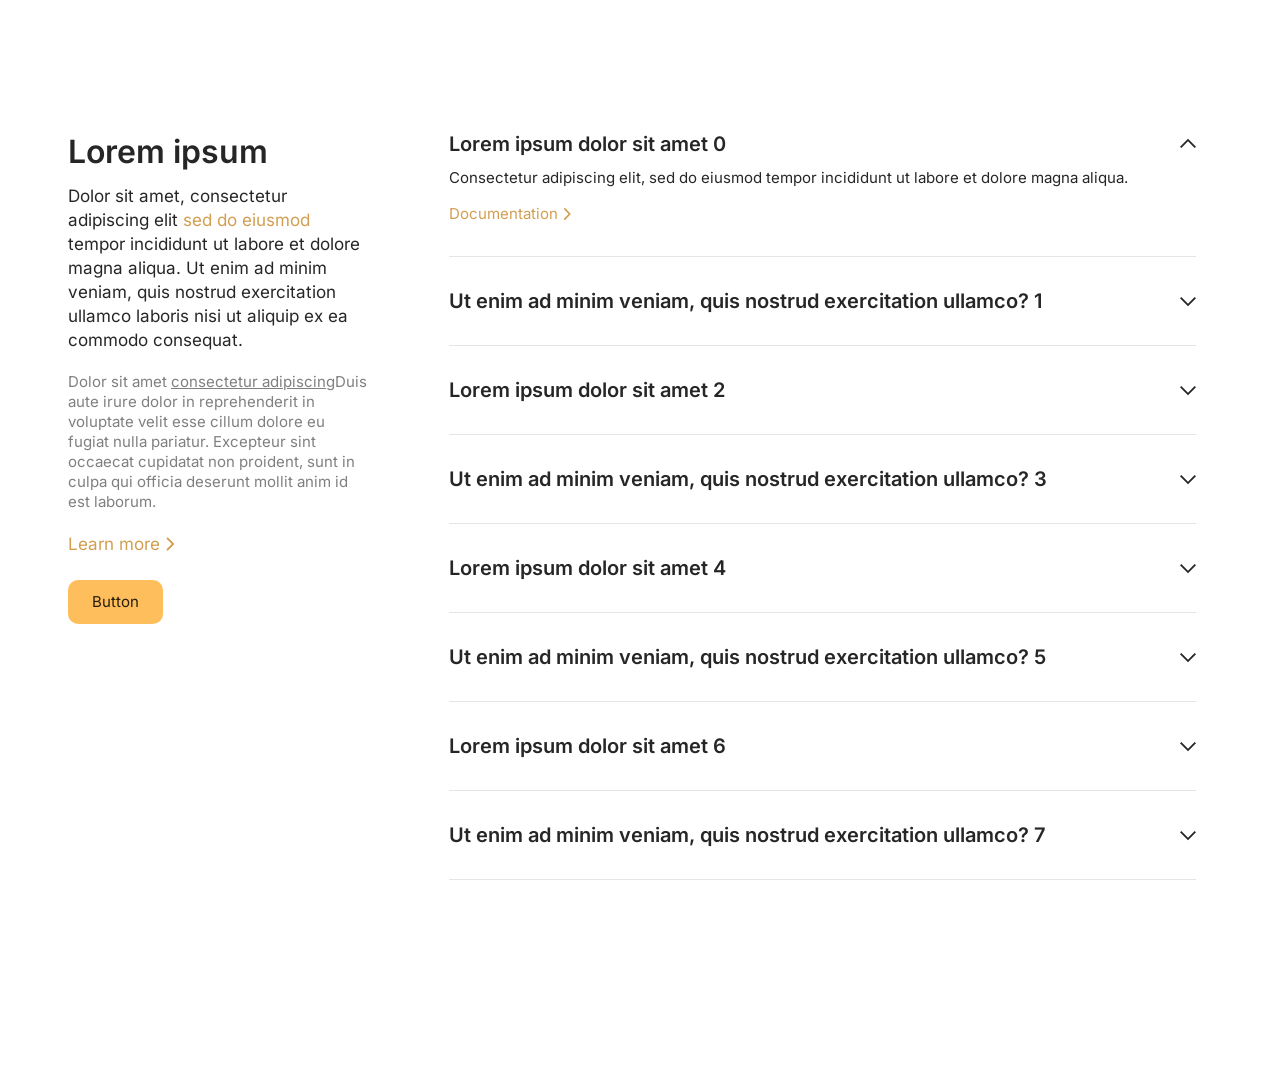 Lorem ipsum
Dolor sit amet, consectetur
adipiscing elit sed do eiusmod
tempor incididunt ut labore et dolore
magna aliqua. Ut enim ad minim
veniam, quis nostrud exercitation
ullamco laboris nisi ut aliquip ex ea
commodo consequat.
Dolor sit amet consectetur adipiscingDuis
aute irure dolor in reprehenderit in
voluptate velit esse cillum dolore eu
fugiat nulla pariatur. Excepteur sint
occaecat cupidatat non proident, sunt in
culpa qui officia deserunt mollit anim id
est laborum.
Learn more
Button
Lorem ipsum dolor sit amet 0
Consectetur adipiscing elit, sed do eiusmod tempor incididunt ut labore et dolore magna aliqua.
Documentation
Ut enim ad minim veniam, quis nostrud exercitation ullamco? 1
Lorem ipsum dolor sit amet 2
Ut enim ad minim veniam, quis nostrud exercitation ullamco? 3
Lorem ipsum dolor sit amet 4
Ut enim ad minim veniam, quis nostrud exercitation ullamco? 5
Lorem ipsum dolor sit amet 6
Ut enim ad minim veniam, quis nostrud exercitation ullamco? 7